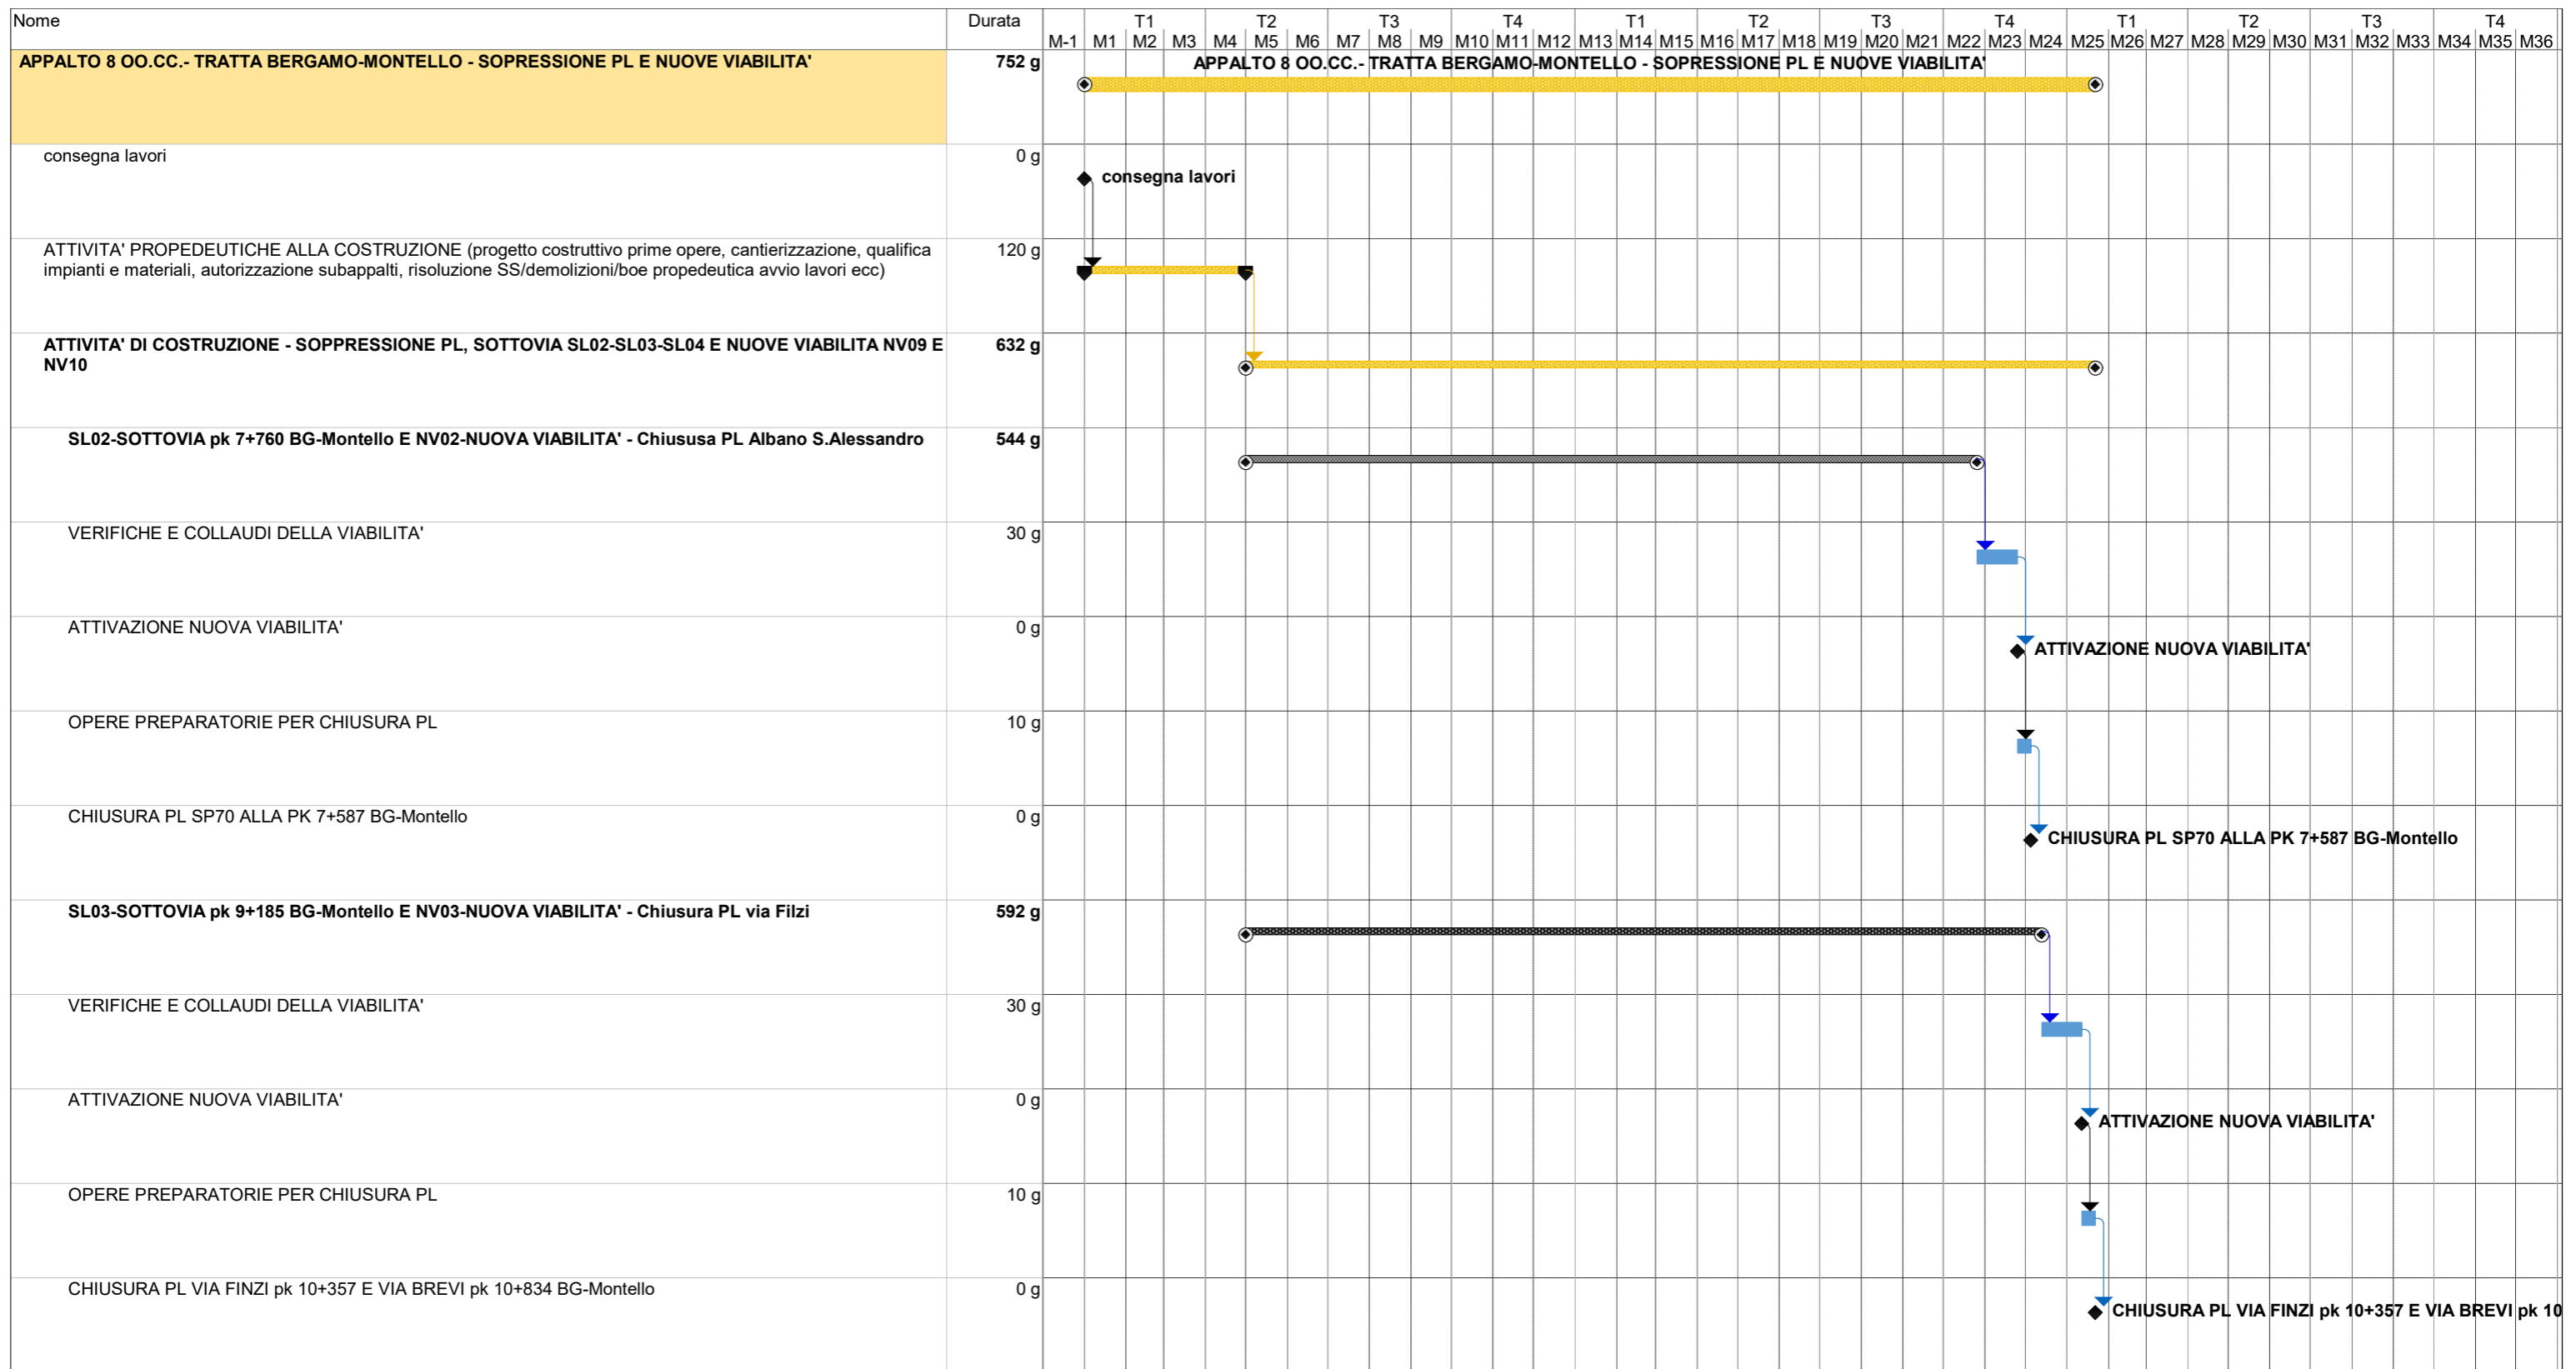 Nome Durata T1 T2 T3 T4 T1 T2 T3 T4 T1 T2 T3 T4
M-1 M1 M2 M3 M4 M5 M6 M7 M8 M9 M10 M11 M12 M13 M14 M15 M16 M17 M18 M19 M20 M21 M22 M23 M24 M25 M26 M27 M28 M29 M30 M31 M32 M33 M34 M35 M36
APPALTO 8 OO.CC.- TRATTA BERGAMO-MONTELLO - SOPRESSIONE PL E NUOVE VIABILITA' 752 g
APPALTO 8 OO.CC.- TRATTA BERGAMO-MONTELLO - SOPRESSIONE PL E NUOVE VIABILITA'
consegna lavori 0 g
consegna lavori
ATTIVITA' PROPEDEUTICHE ALLA COSTRUZIONE (progetto costruttivo prime opere, cantierizzazione, qualifica 120 g
impianti e materiali, autorizzazione subappalti, risoluzione SS/demolizioni/boe propedeutica avvio lavori ecc)
ATTIVITA' DI COSTRUZIONE - SOPPRESSIONE PL, SOTTOVIA SL02-SL03-SL04 E NUOVE VIABILITA NV09 E 632 g
NV10
SL02-SOTTOVIA pk 7+760 BG-Montello E NV02-NUOVA VIABILITA' - Chiususa PL Albano S.Alessandro 544 g
VERIFICHE E COLLAUDI DELLA VIABILITA' 30 g
ATTIVAZIONE NUOVA VIABILITA' 0 g
ATTIVAZIONE NUOVA VIABILITA'
OPERE PREPARATORIE PER CHIUSURA PL 10 g
CHIUSURA PL SP70 ALLA PK 7+587 BG-Montello 0 g
CHIUSURA PL SP70 ALLA PK 7+587 BG-Montello
SL03-SOTTOVIA pk 9+185 BG-Montello E NV03-NUOVA VIABILITA' - Chiusura PL via Filzi 592 g
VERIFICHE E COLLAUDI DELLA VIABILITA' 30 g
ATTIVAZIONE NUOVA VIABILITA' 0 g
ATTIVAZIONE NUOVA VIABILITA'
OPERE PREPARATORIE PER CHIUSURA PL 10 g
CHIUSURA PL VIA FINZI pk 10+357 E VIA BREVI pk 10+834 BG-Montello 0 g
CHIUSURA PL VIA FINZI pk 10+357 E VIA BREVI pk 10